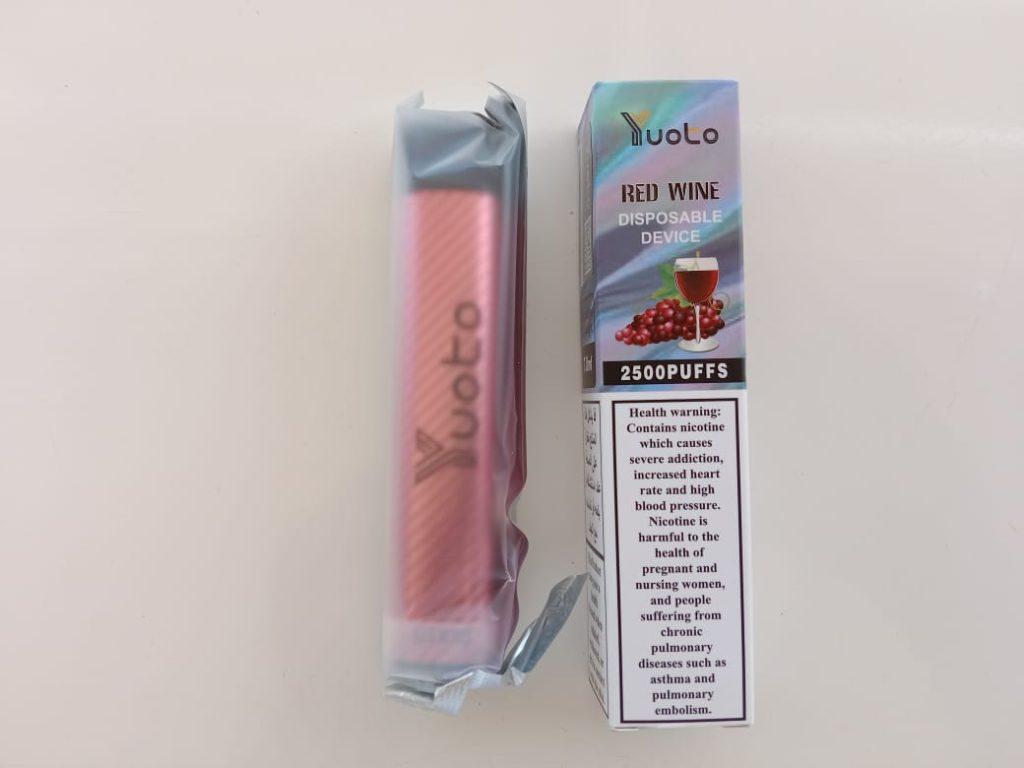 Yuoto
Yuoto
RED WINE
DISPOSABLE
DEVICE
2500PUFFS
Health warning:
Contains nicotine
which causes
severe addiction,
increased heart
rate and high
blood pressure.
Nicotine is
harmful to the
health of
pregnant and
nursing women,
and people
suffering from
chronic
pulmonary
diseases such as
asthma and
pulmonary
embolism.